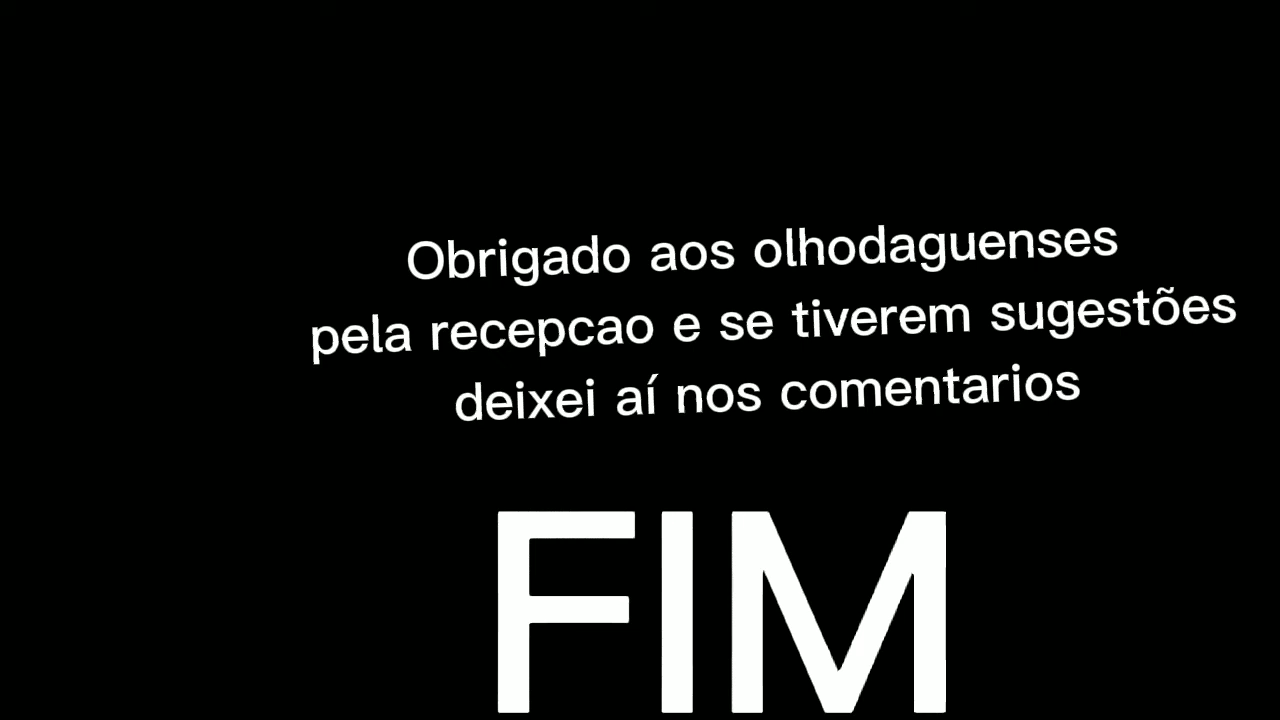 Obrigado aos olhodaguenses
pela recepcao e se tiverem sugestões
deixei aí nos comentarios
FIM